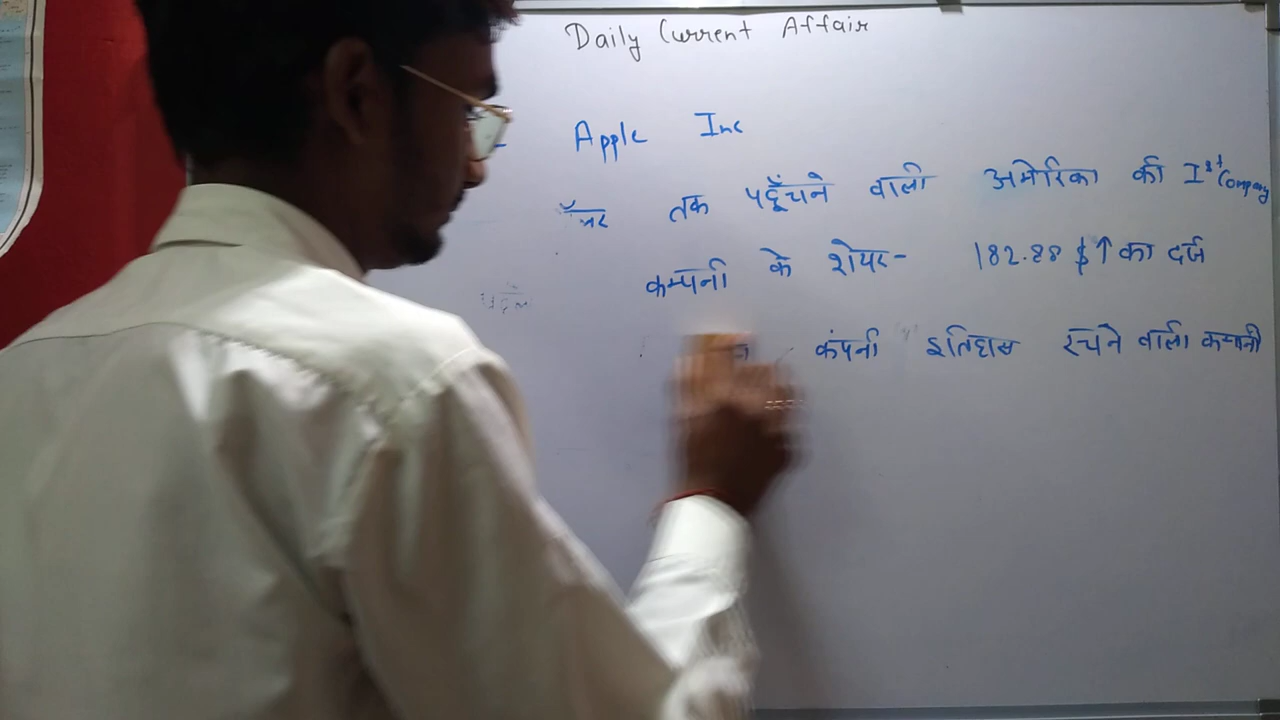 Daily Current Affair
Apple Inc
तक पहूँचने वाली अमेरिका की Ist Company
कम्पनी के शेयर- 182.88 $↑ का दर्ज
कंपनी इतिहास रचने वाली कम्पनी